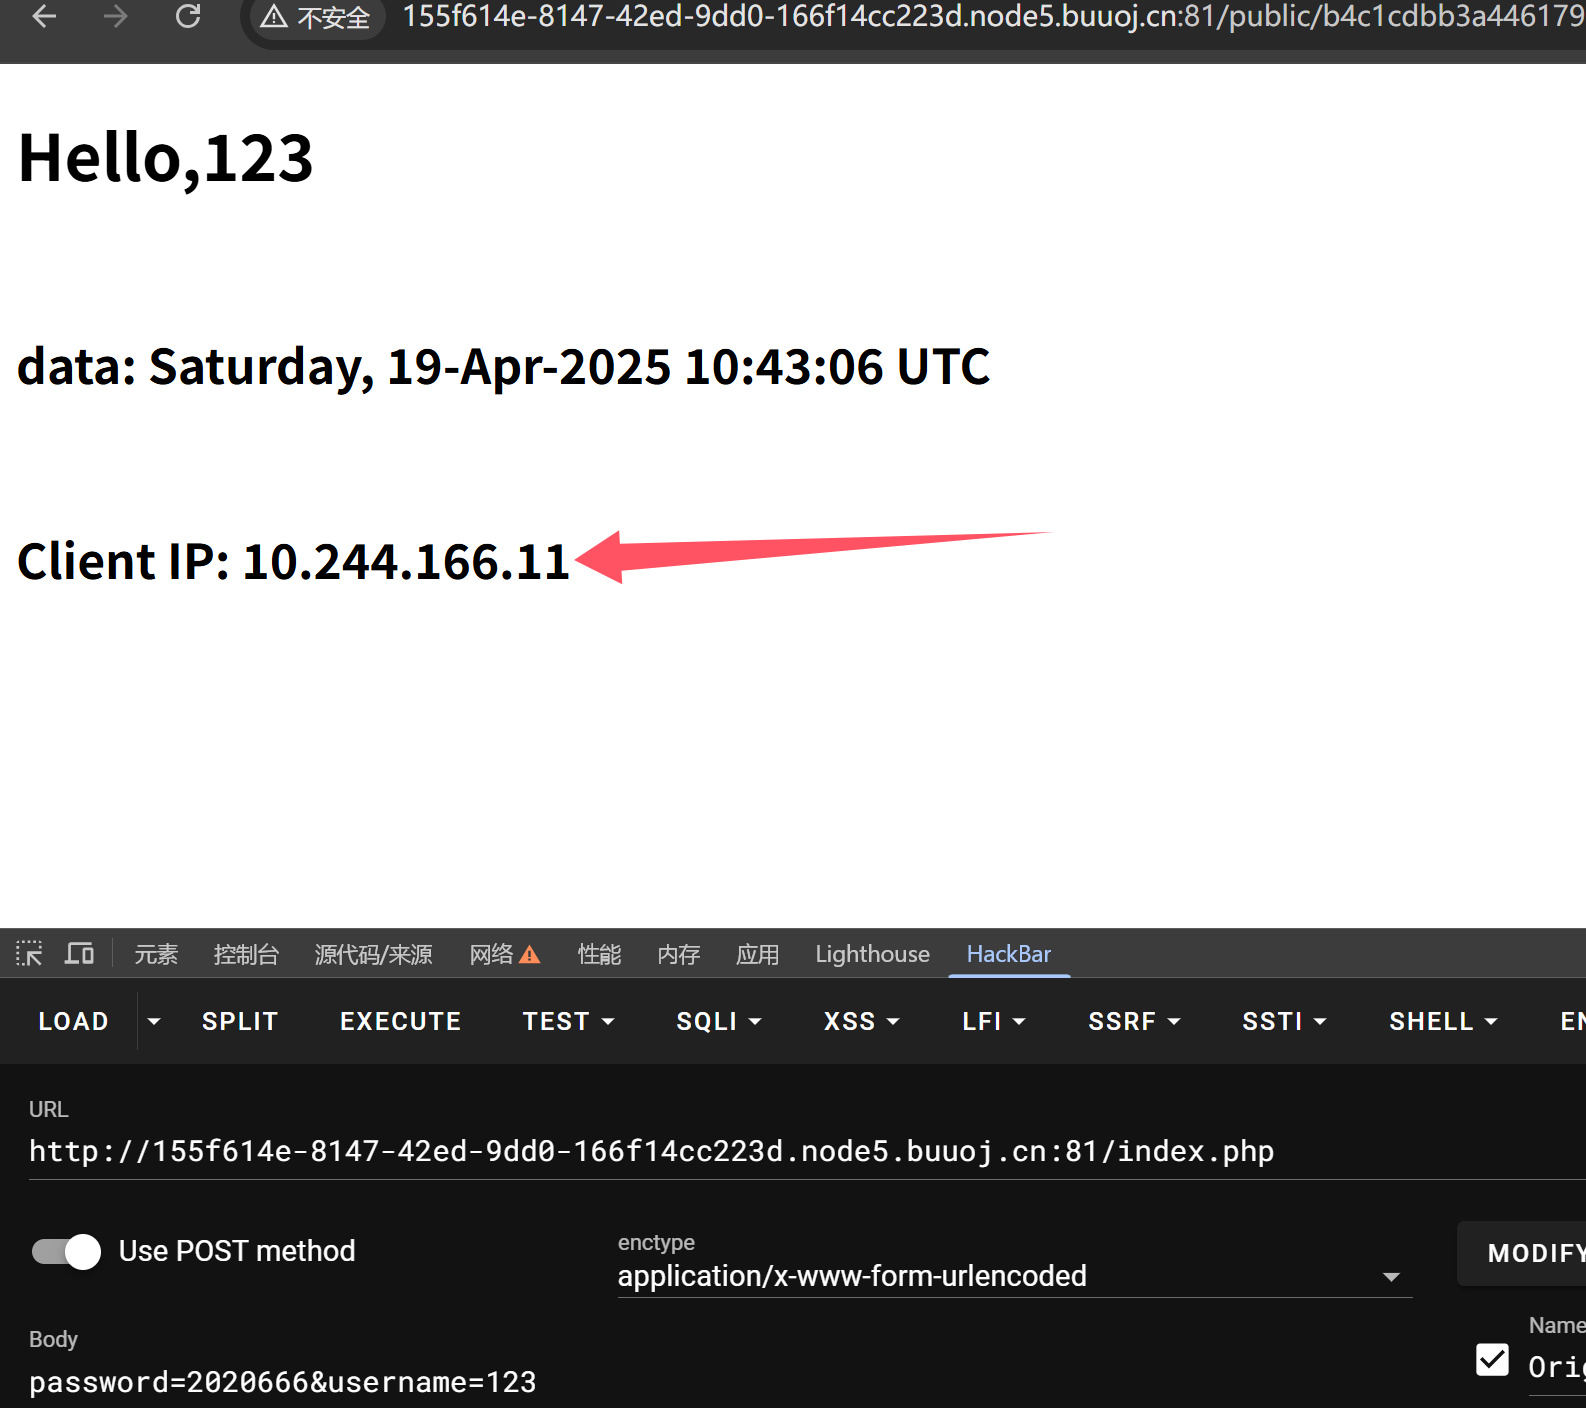 不安全 155f614e-8147-42ed-9dd0-166f14cc223d.node5.buuoj.cn:81/public/b4c1cdbb3a446179
Hello,123
data: Saturday, 19-Apr-2025 10:43:06 UTC
Client IP: 10.244.166.11
元素 控制台 源代码/来源 网络 性能 内存 应用 Lighthouse HackBar
LOAD SPLIT EXECUTE TEST SQLI XSS LFI SSRF SSTI SHELL EN
URL
http://155f614e-8147-42ed-9dd0-166f14cc223d.node5.buuoj.cn:81/index.php
Use POST method
enctype
application/x-www-form-urlencoded
MODIFY
Body
password=2020666&username=123
Name
Orig